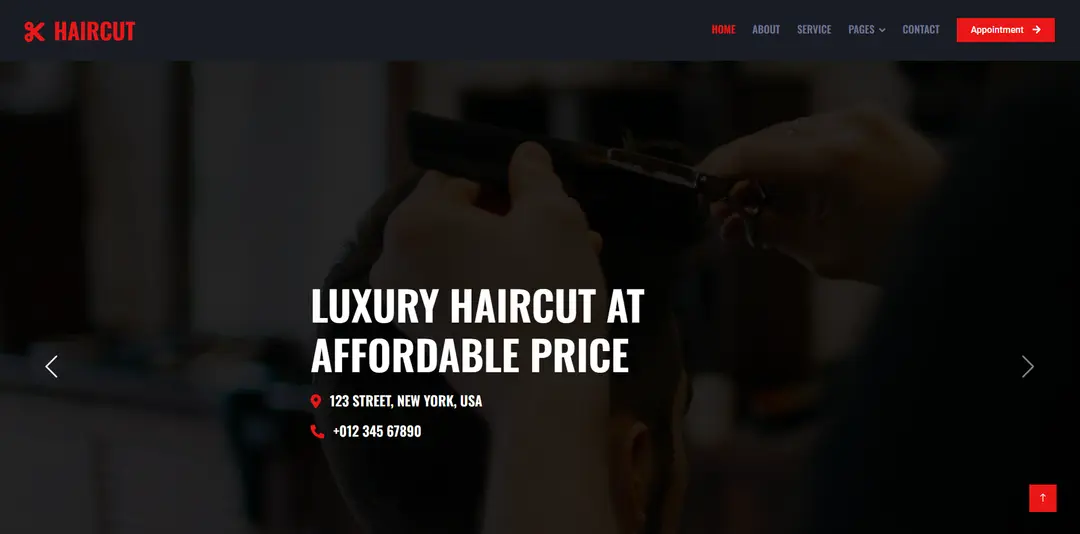 HAIRCUT
HOME ABOUT SERVICE PAGES CONTACT Appointment
LUXURY HAIRCUT AT
AFFORDABLE PRICE
123 STREET, NEW YORK, USA
+012 345 67890